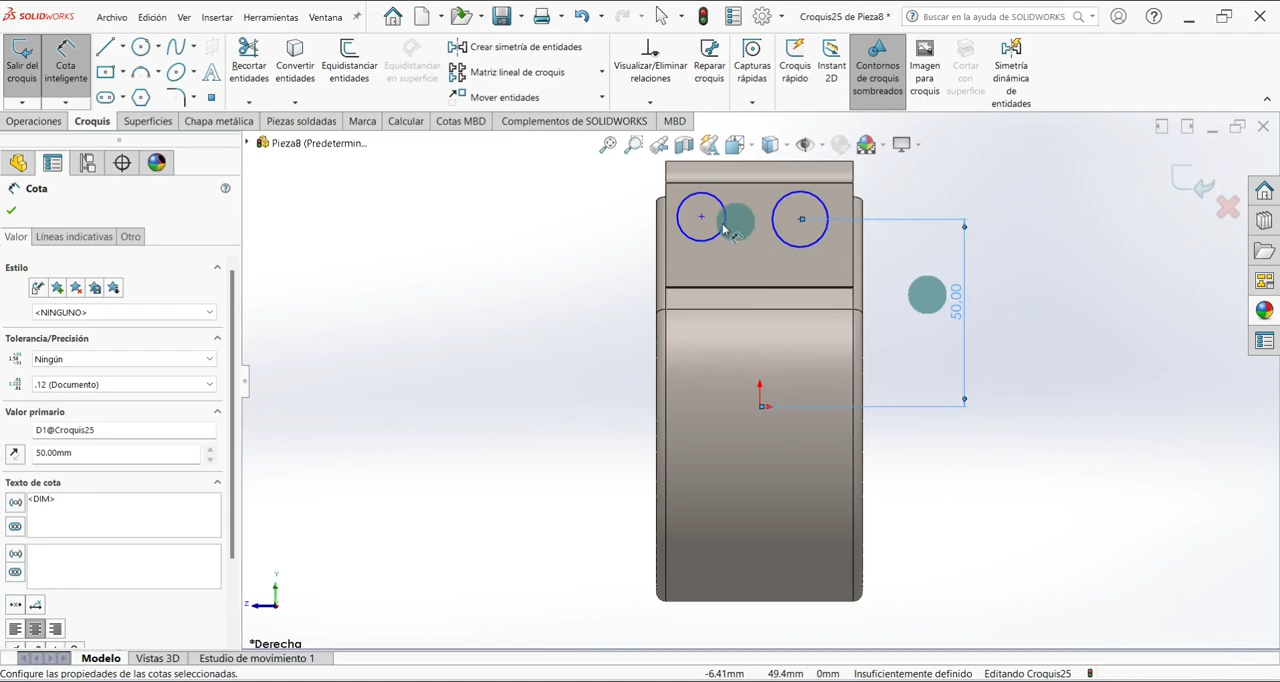 SOLIDWORKS
Archivo Edición Ver Insertar Herramientas Ventana
Croquis25 de Pieza8 *
Buscar en la ayuda de SOLIDWORKS
Salir del croquis
Cota inteligente
Recortar entidades
Convertir entidades
Equidistanciar entidades
Equidistanciar en superficie
Crear simetría de entidades
Matriz lineal de croquis
Mover entidades
Visualizar/Eliminar relaciones
Reparar croquis
Capturas rápidas
Croquis rápido
Instant 2D
Contornos de croquis sombreados
Imagen para croquis
Cortar con superficie
Simetría dinámica de entidades
Operaciones Croquis Superficies Chapa metálica Piezas soldadas Marca Calcular Cotas MBD Complementos de SOLIDWORKS MBD
Pieza8 (Predetermin...
Cota
Valor Líneas indicativas Otro
Estilo
<NINGUNO>
Tolerancia/Precisión
Ningún
.12 (Documento)
Valor primario
D1@Croquis25
50.00mm
Texto de cota
<DIM>
50.00
Y
Z
*Derecha
Modelo Vistas 3D Estudio de movimiento 1
Configure las propiedades de las cotas seleccionadas.
-6.41mm 49.4mm 0mm Insuficientemente definido Editando Croquis25